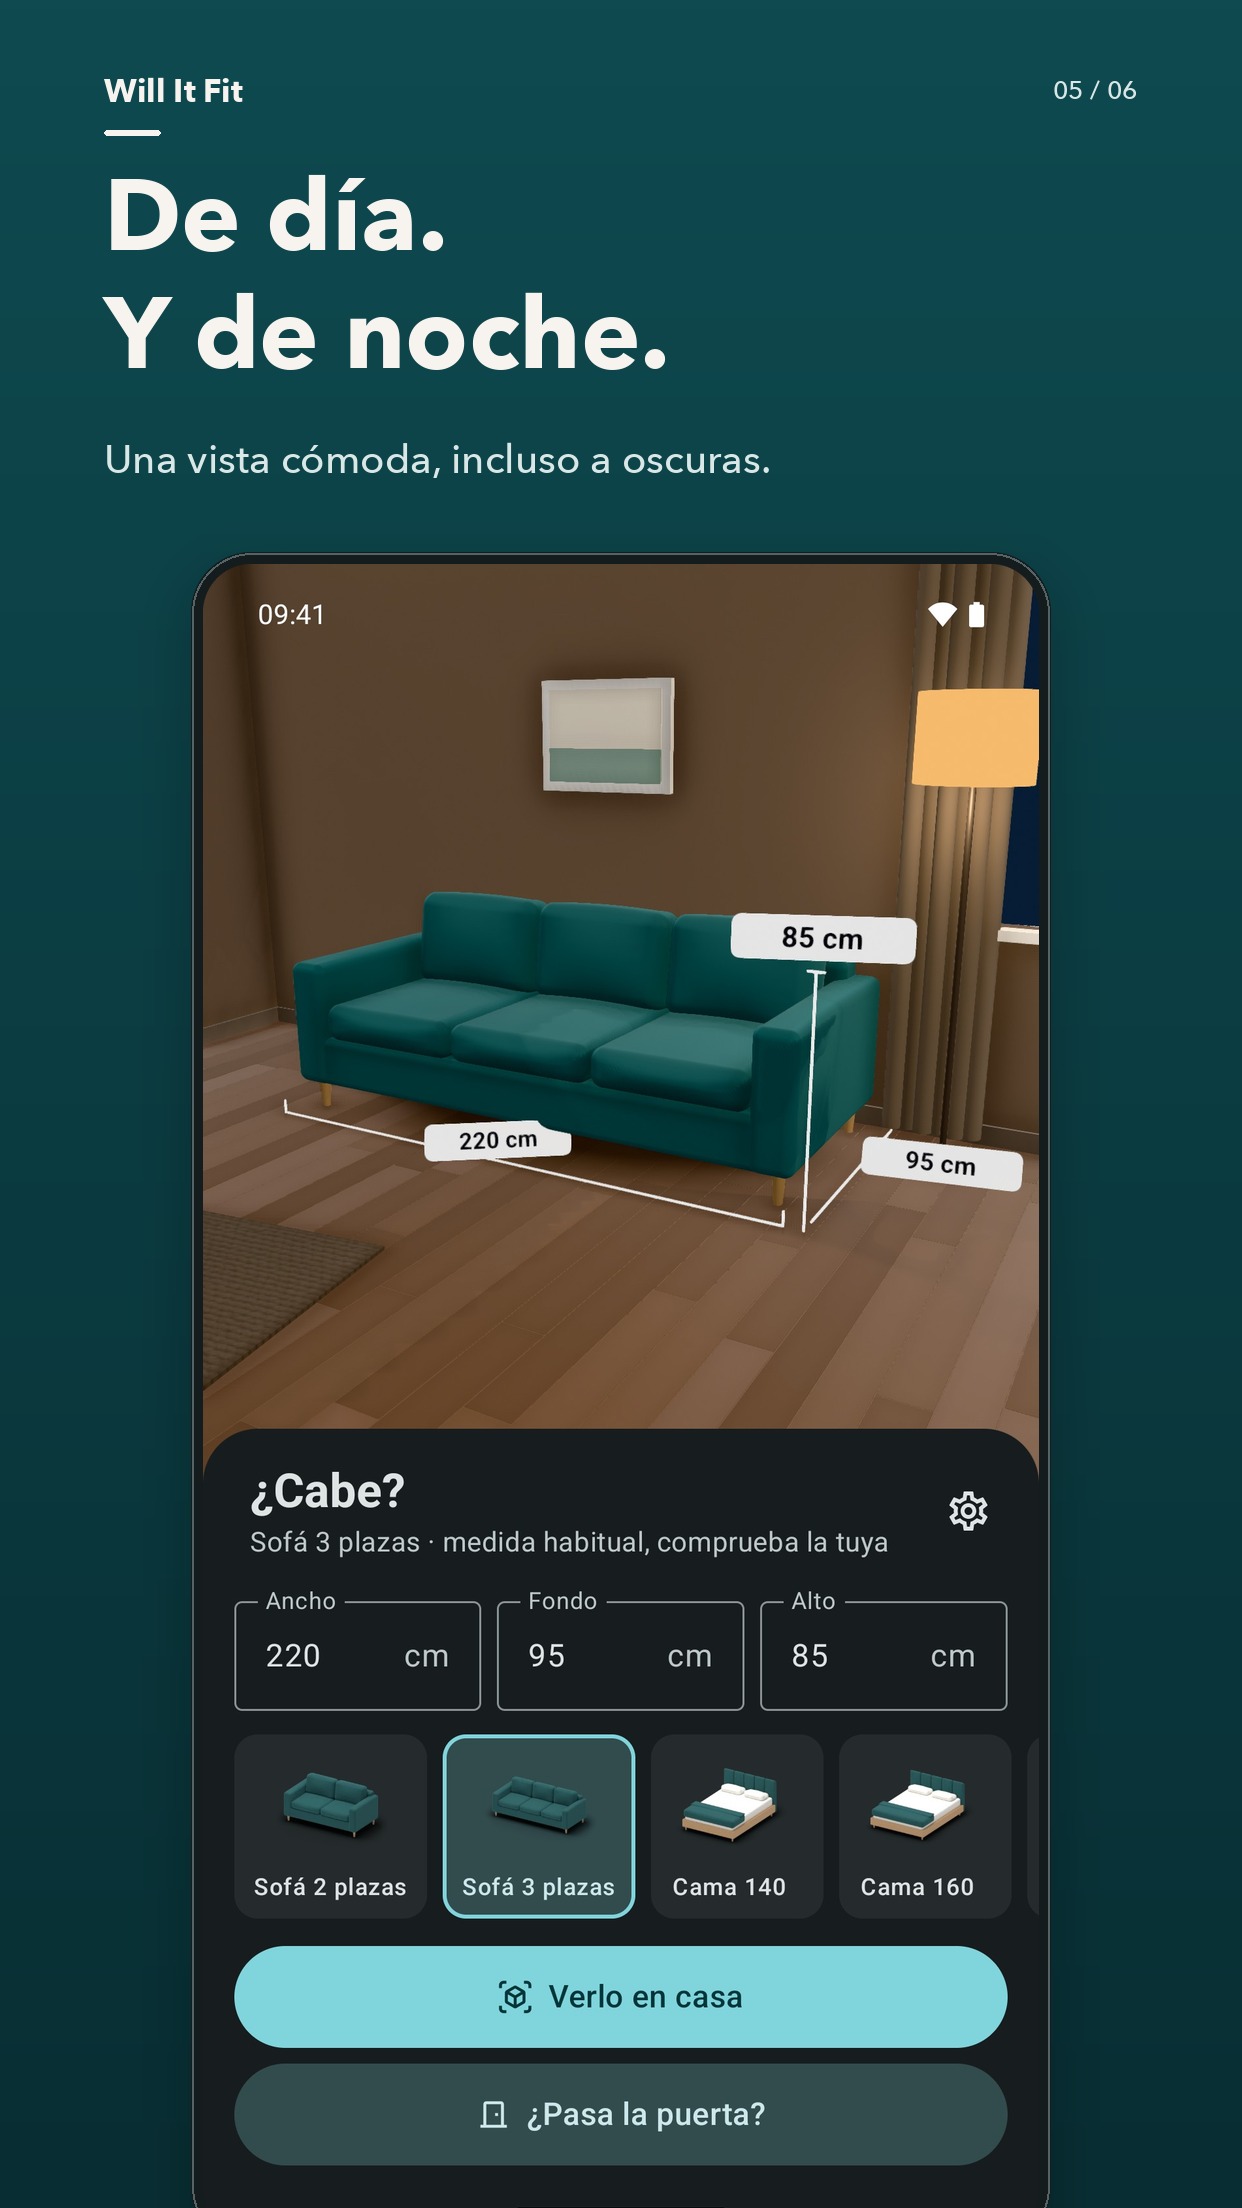 Will It Fit
05 / 06
De día.
Y de noche.
Una vista cómoda, incluso a oscuras.
09:41
85 cm
220 cm
95 cm
¿Cabe?
Sofá 3 plazas · medida habitual, comprueba la tuya
Ancho
Fondo
Alto
220 cm
95 cm
85 cm
Sofá 2 plazas
Sofá 3 plazas
Cama 140
Cama 160
Verlo en casa
¿Pasa la puerta?